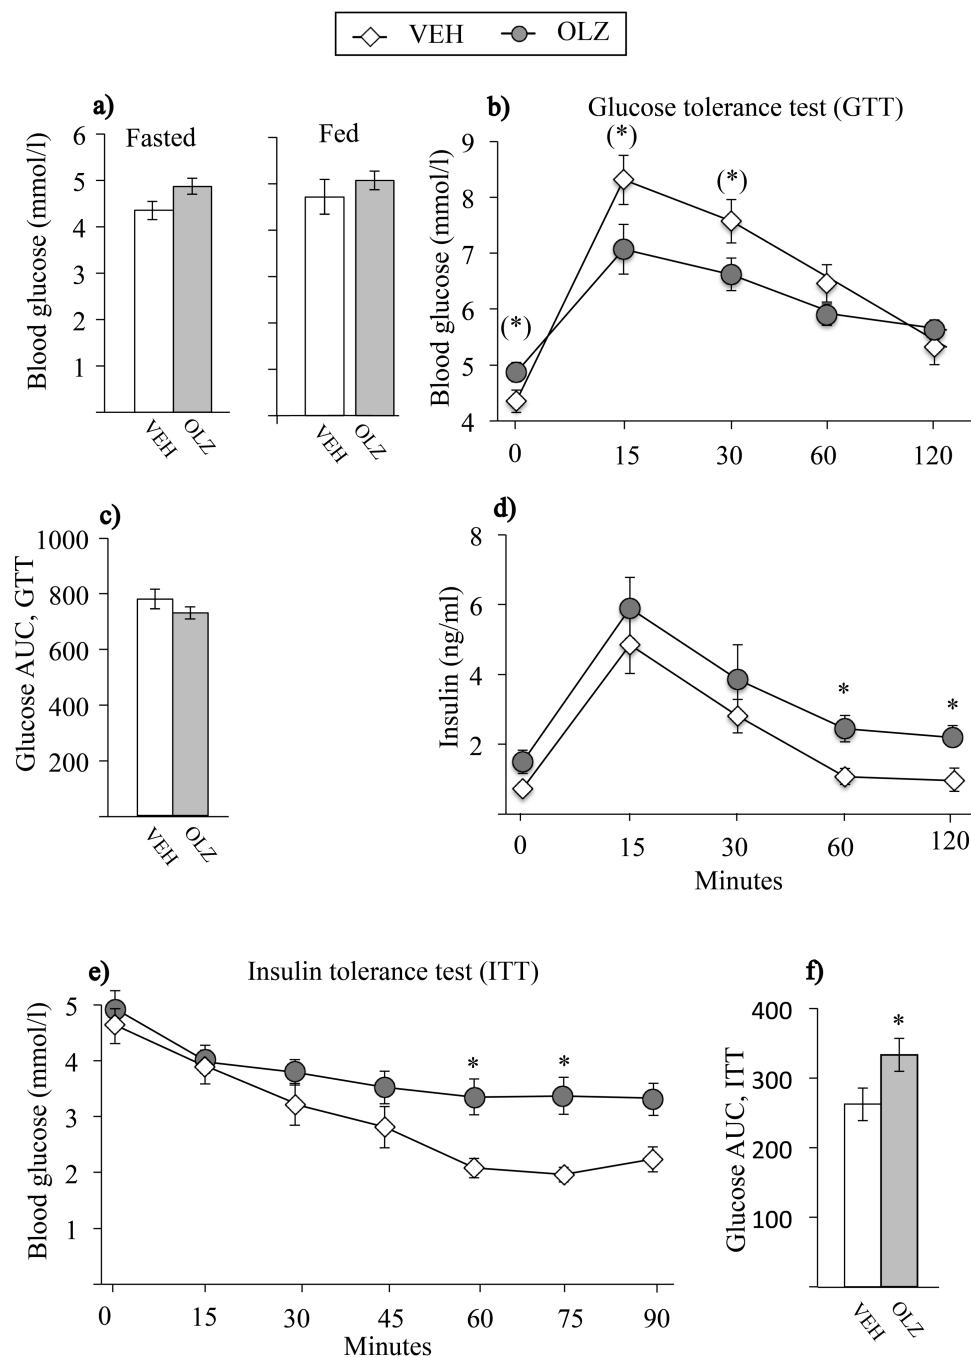 VEH OLZ
a)
Blood glucose (mmol/l)
Fasted
6
5
4
3
2
1
VEH OLZ
Fed
VEH OLZ
b) Glucose tolerance test (GTT)
Blood glucose (mmol/l)
9
8
7
6
5
4
(*) (*) (*)
0 15 30 60 120
c)
Glucose AUC, GTT
1000
800
600
400
200
VEH OLZ
d)
Insulin (ng/ml)
8
6
4
2
* *
0 15 30 60 120
Minutes
e) Insulin tolerance test (ITT)
Blood glucose (mmol/l)
5
4
3
2
1
* *
0 15 30 45 60 75 90
Minutes
f)
Glucose AUC, ITT
400
300
200
100
*
VEH OLZ